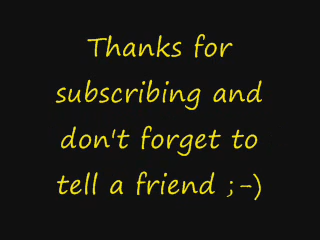 Thanks for
subscribing and
don't forget to
tell a friend ;-)